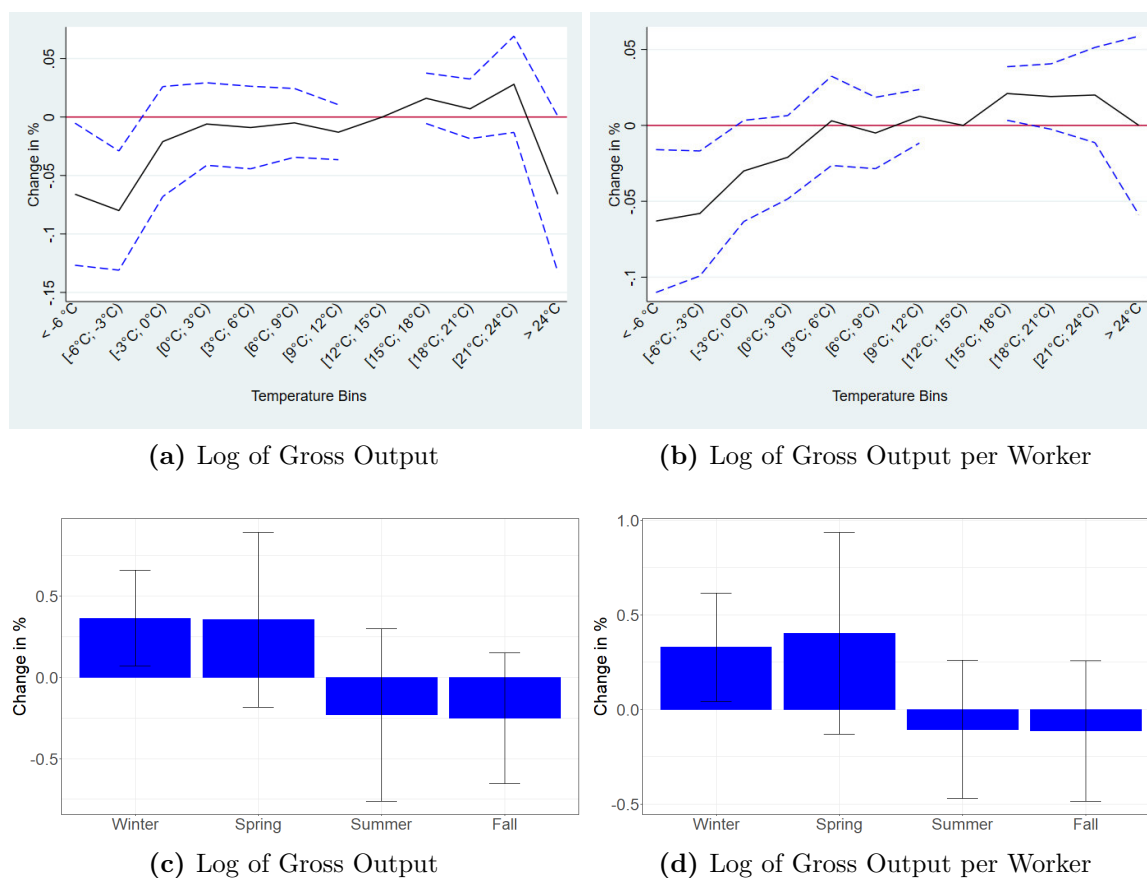 .05
0
-.05
-.1
-.15
Change in %
< -6 °C
[-6°C; -3°C)
[-3°C; 0°C)
[0°C; 3°C)
[3°C; 6°C)
[6°C; 9°C)
[9°C; 12°C)
[12°C; 15°C)
[15°C; 18°C)
[18°C; 21°C)
[21°C; 24°C)
> 24°C
Temperature Bins
(a) Log of Gross Output
.05
0
-.05
-.1
Change in %
< -6 °C
[-6°C; -3°C)
[-3°C; 0°C)
[0°C; 3°C)
[3°C; 6°C)
[6°C; 9°C)
[9°C; 12°C)
[12°C; 15°C)
[15°C; 18°C)
[18°C; 21°C)
[21°C; 24°C)
> 24°C
Temperature Bins
(b) Log of Gross Output per Worker
0.5
0.0
-0.5
Change in %
Winter Spring Summer Fall
(c) Log of Gross Output
1.0
0.5
0.0
-0.5
Change in %
Winter Spring Summer Fall
(d) Log of Gross Output per Worker